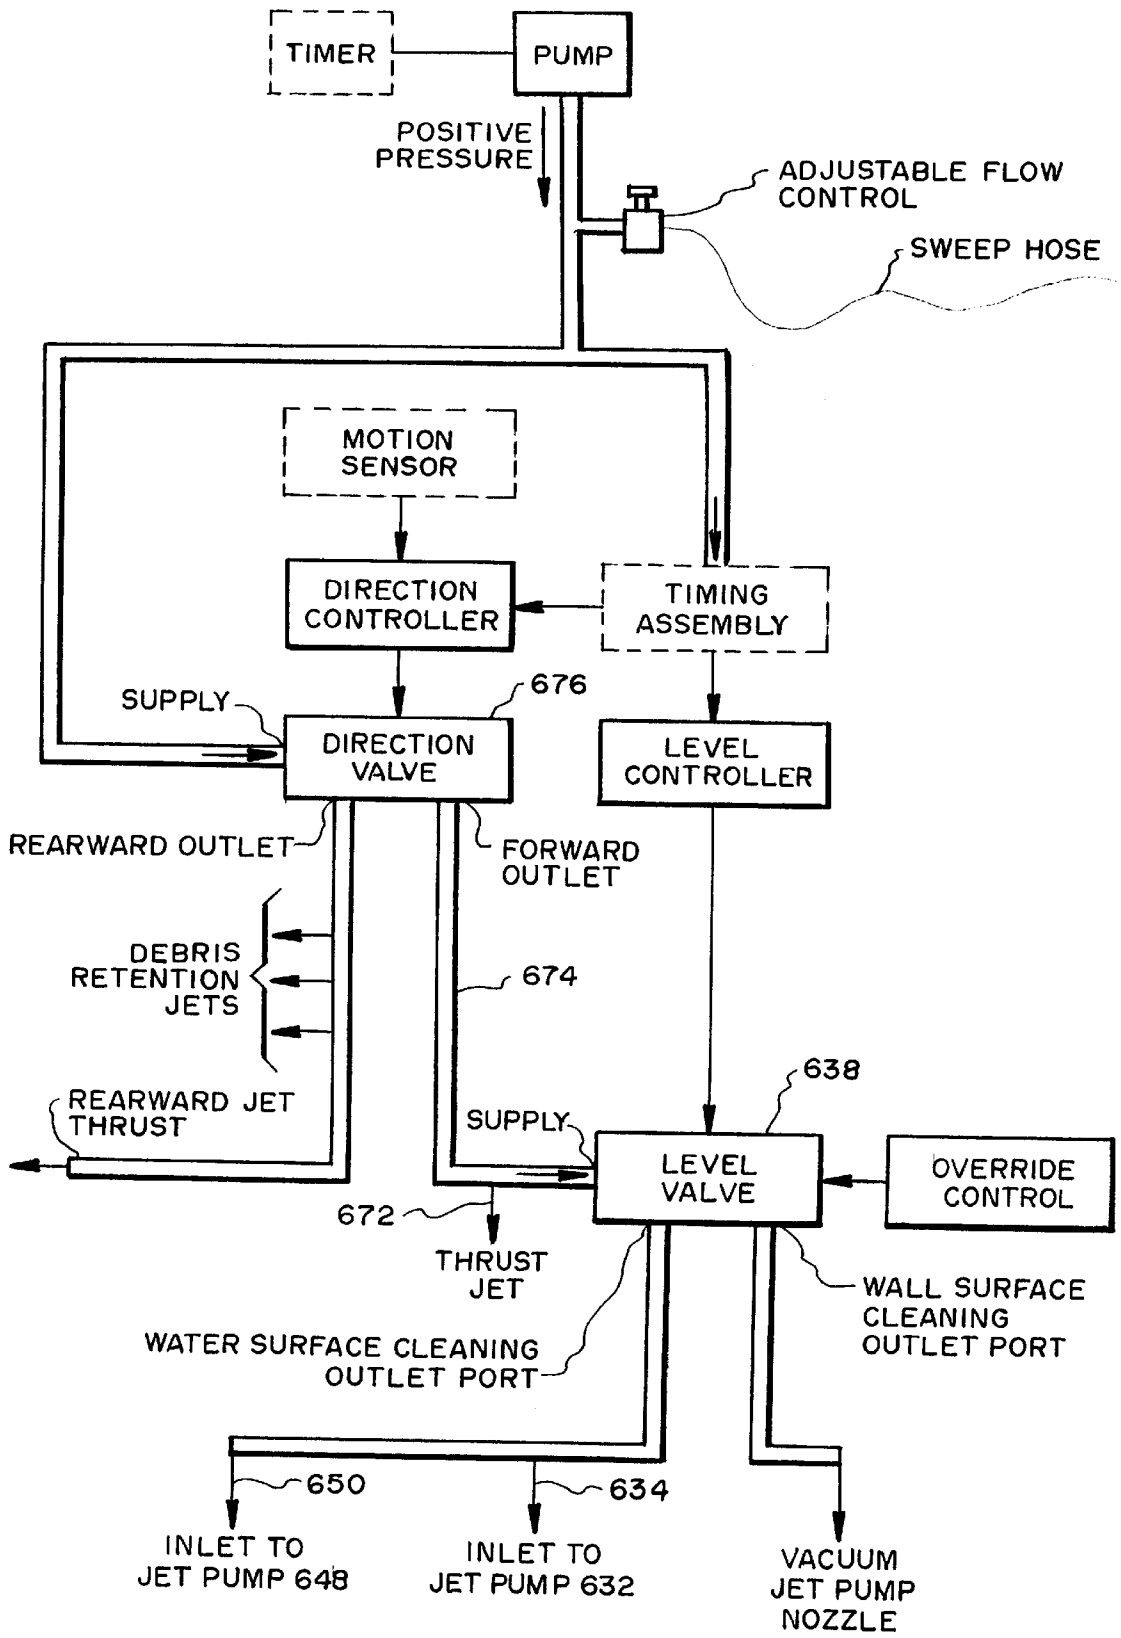 TIMER
PUMP
POSITIVE
PRESSURE
ADJUSTABLE FLOW
CONTROL
SWEEP HOSE
MOTION
SENSOR
DIRECTION
CONTROLLER
TIMING
ASSEMBLY
676
SUPPLY
DIRECTION
VALVE
LEVEL
CONTROLLER
REARWARD OUTLET
FORWARD
OUTLET
DEBRIS
RETENTION
JETS
674
638
REARWARD JET
THRUST
SUPPLY
LEVEL
VALVE
OVERRIDE
CONTROL
672
THRUST
JET
WALL SURFACE
CLEANING
OUTLET PORT
WATER SURFACE CLEANING
OUTLET PORT
650
634
INLET TO
JET PUMP 648
INLET TO
JET PUMP 632
VACUUM
JET PUMP
NOZZLE